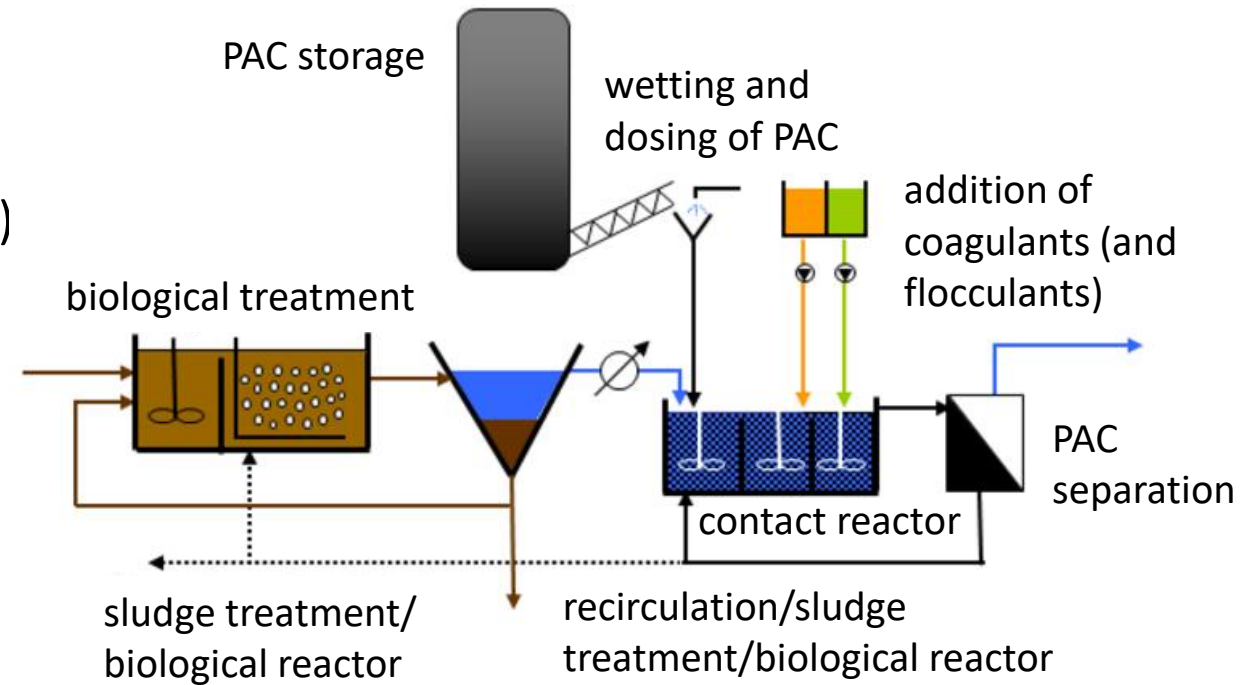 PAC storage
wetting and
dosing of PAC
addition of
coagulants (and
flocculants)
)
biological treatment
PAC
separation
contact reactor
sludge treatment/
biological reactor
recirculation/sludge
treatment/biological reactor